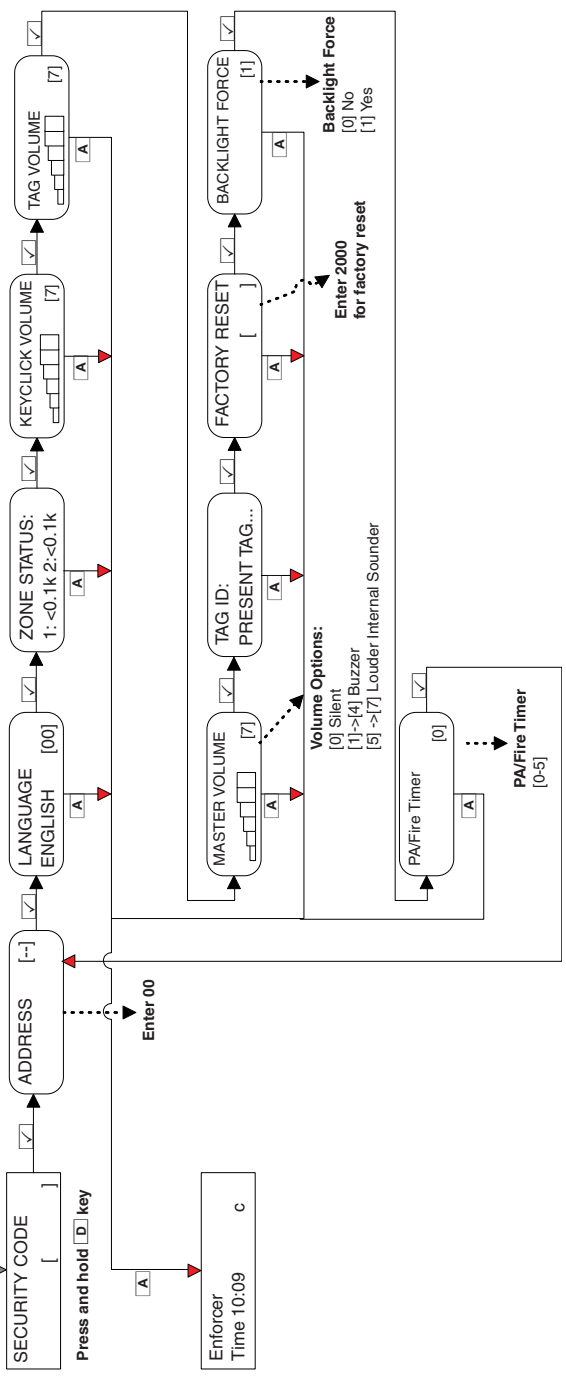 SECURITY CODE
[ ]
Press and hold D key
ADDRESS [--]
Enter 00
LANGUAGE [00]
ENGLISH
A
ZONE STATUS:
1: <0.1k 2:<0.1k
A
KEYCLICK VOLUME
[7]
A
TAG VOLUME
[7]
A
MASTER VOLUME
[7]
A
Volume Options:
[0] Silent
[1]->[4] Buzzer
[5] ->[7] Louder Internal Sounder
TAG ID:
PRESENT TAG...
A
FACTORY RESET
[ ]
A
Enter 2000
for factory reset
BACKLIGHT FORCE
[1]
A
Backlight Force
[0] No
[1] Yes
PA/Fire Timer
[0]
A
PA/Fire Timer
[0-5]
A
Enforcer
Time 10:09 c